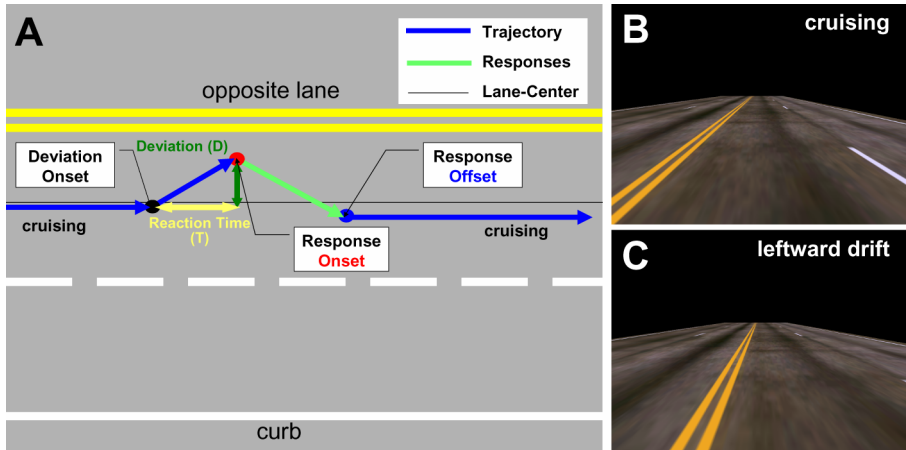 A
Trajectory
Responses
Lane-Center
opposite lane
Deviation (D)
Deviation
Onset
Response
Offset
cruising
Reaction Time
(T)
cruising
Response
Onset
curb
B
cruising
C
leftward drift